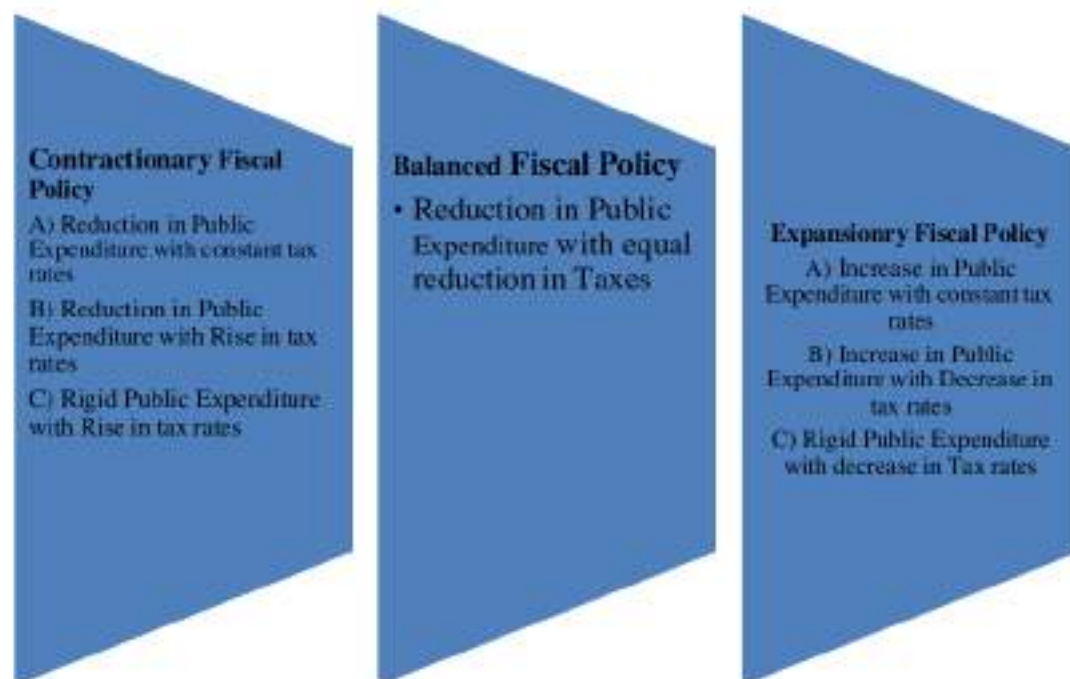 Contractionary Fiscal
Policy
A) Reduction in Public
Expenditure with constant tax
rates
B) Reduction in Public
Expenditure with Rise in tax
rates
C) Rigid Public Expenditure
with Rise in tax rates
Balanced Fiscal Policy
• Reduction in Public
Expenditure with equal
reduction in Taxes
Expansionry Fiscal Policy
A) Increase in Public
Expenditure with constant tax
rates
B) Increase in Public
Expenditure with Decrease in
tax rates
C) Rigid Public Expenditure
with decrease in Tax rates